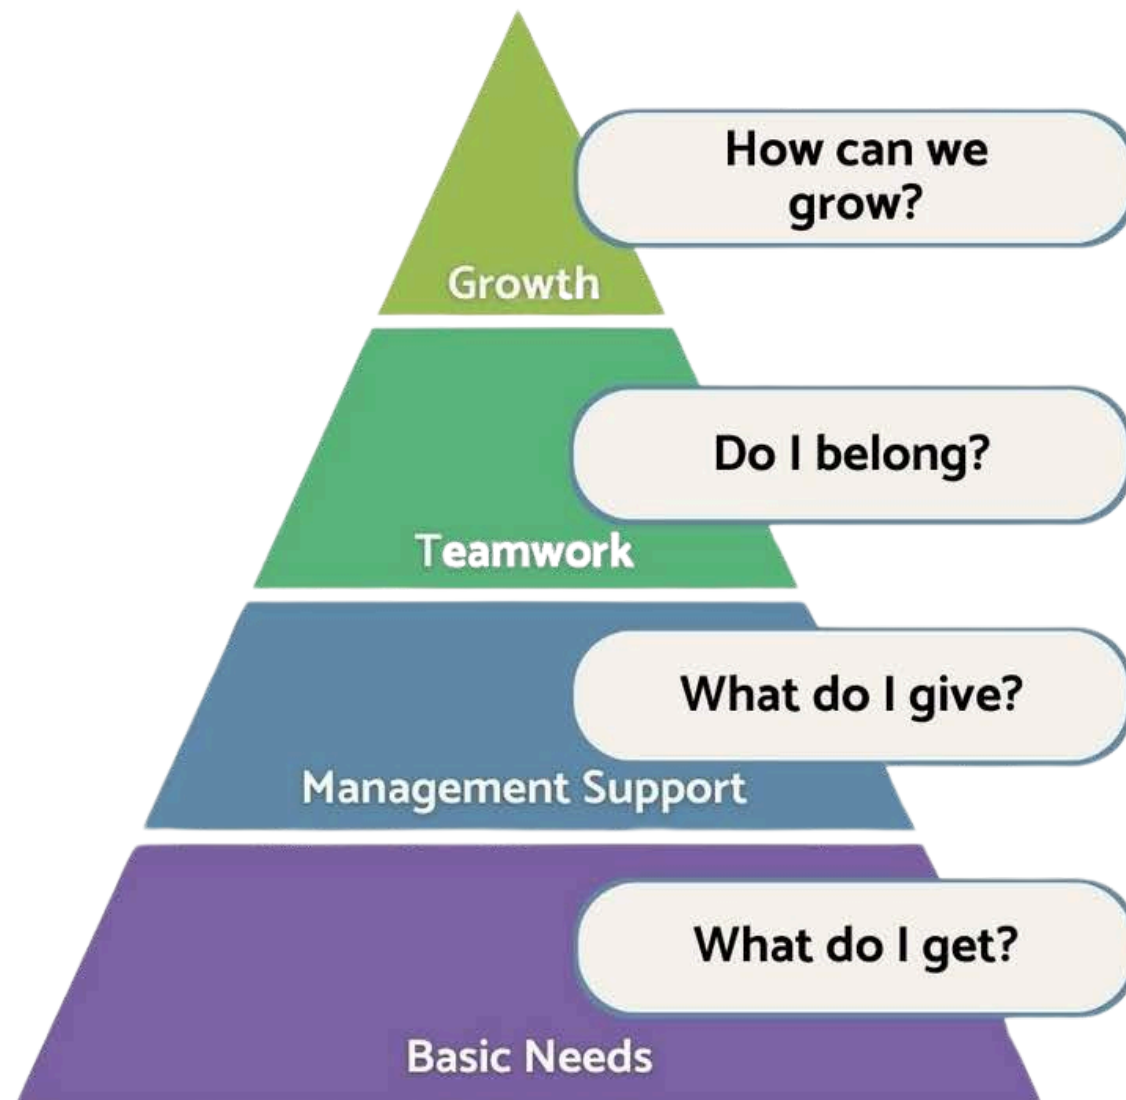 How can we
grow?
Growth
Do I belong?
Teamwork
What do I give?
Management Support
What do I get?
Basic Needs